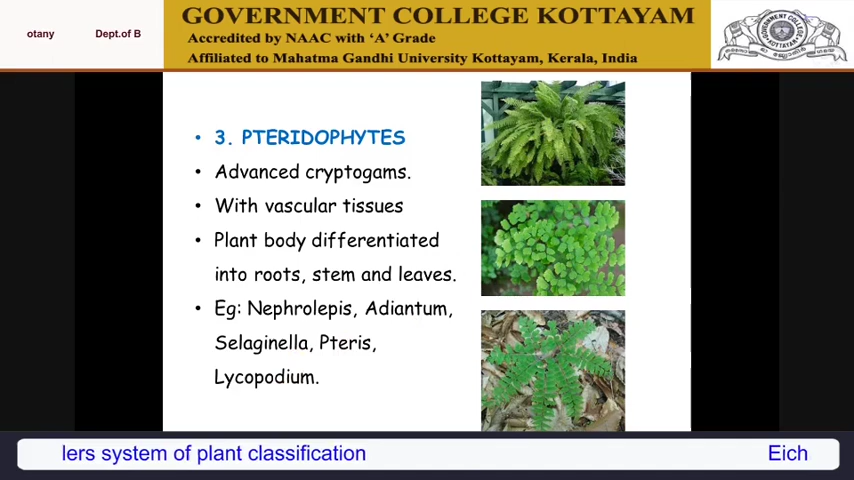 otany Dept.of B
GOVERNMENT COLLEGE KOTTAYAM
Accredited by NAAC with ‘A’ Grade
Affiliated to Mahatma Gandhi University Kottayam, Kerala, India
• 3. PTERIDOPHYTES
• Advanced cryptogams.
• With vascular tissues
• Plant body differentiated
into roots, stem and leaves.
• Eg: Nephrolepis, Adiantum,
Selaginella, Pteris,
Lycopodium.
lers system of plant classification Eich